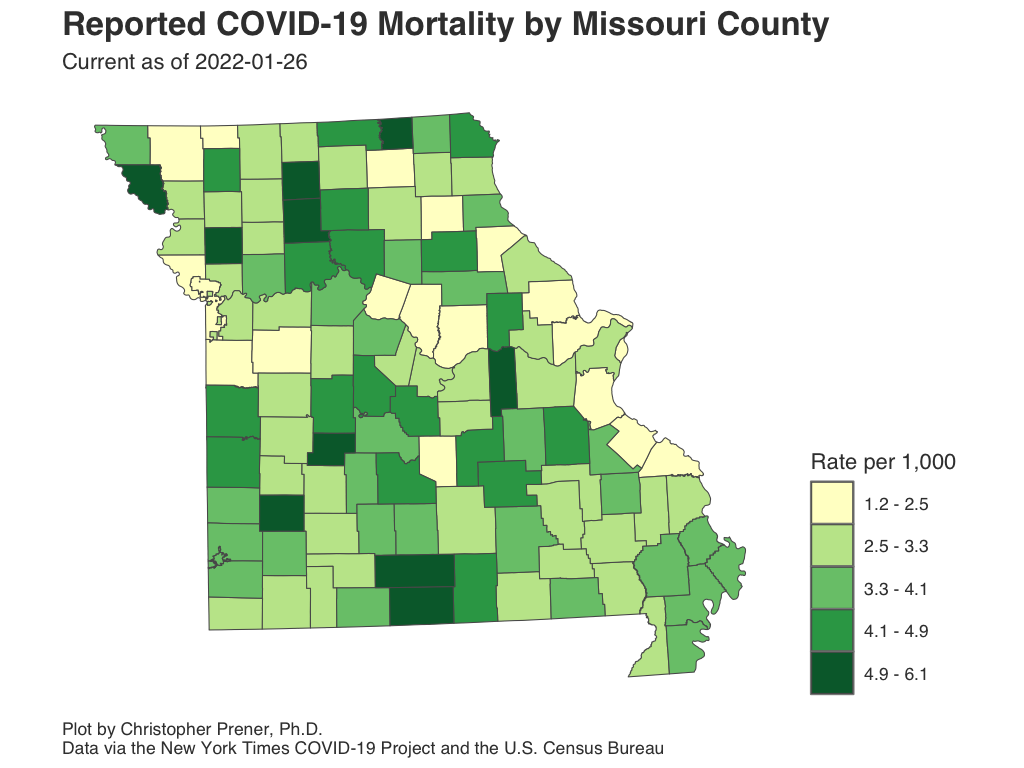 Reported COVID-19 Mortality by Missouri County
Current as of 2022-01-26
Rate per 1,000
1.2 - 2.5
2.5 - 3.3
3.3 - 4.1
4.1 - 4.9
4.9 - 6.1
Plot by Christopher Prener, Ph.D.
Data via the New York Times COVID-19 Project and the U.S. Census Bureau